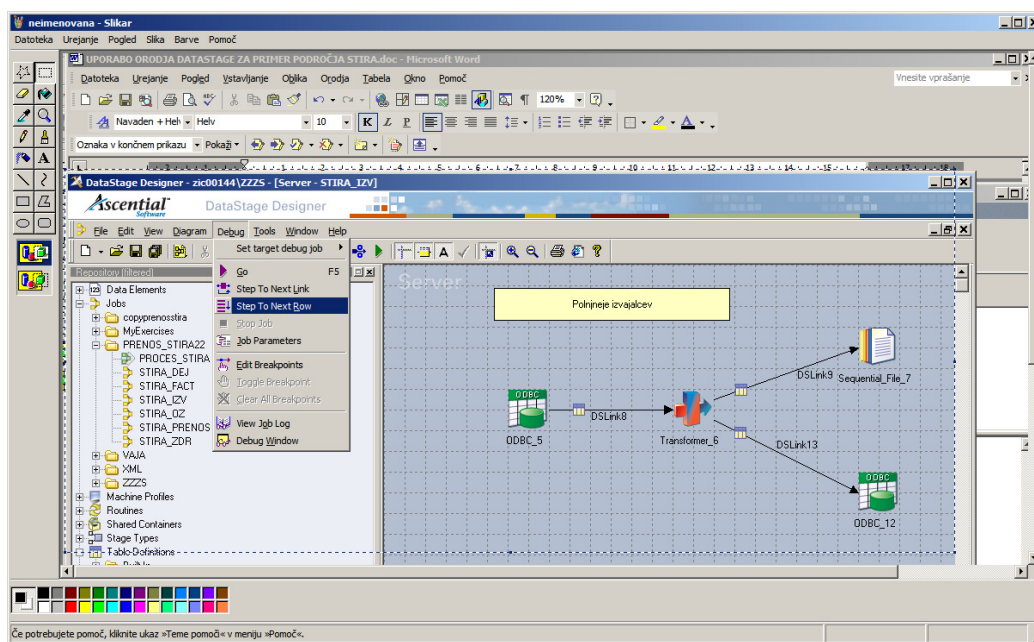 neimenovana - Slikar
Datoteka Urejanje Pogled Slika Barve Pomoč
UPORABO ORODJA DATASTAGE ZA PRIMER PODROČJA STIRA.doc - Microsoft Word
Datoteka Urejanje Pogled Vstavljanje Oblika Orodja Tabela Okno Pomoč
Vnesite vprašanje
120%
Navaden + Helv
Helv
10
K L P
Oznaka v končnem prikazu
Pokaži
DataStage Designer - zic00144\ZZZS - [Server - STIRA_IZV]
Ascential
Software
DataStage Designer
File Edit View Diagram Debug Tools Window Help
Set target debug job
Go F5
Step To Next Link
Step To Next Row
Stop Job
Job Parameters
Edit Breakpoints
Toggle Breakpoint
Clear All Breakpoints
View Job Log
Debug Window
Repository (filtered)
Data Elements
Jobs
copyprenosstira
MyExercises
PRENOS_STIRA22
PROCES_STIRA
STIRA_DEJ
STIRA_FACT
STIRA_IZV
STIRA_OZ
STIRA_PRENOS
STIRA_ZDR
VAJA
XML
ZZZS
Machine Profiles
Routines
Shared Containers
Stage Types
Table Definitions
Server
Polnjneje izvajalcev
ODBC
ODBC_5
DSLink8
Transformer_6
DSLink9
Sequential_File_7
DSLink13
ODBC
ODBC_12
Če potrebujete pomoč, kliknite ukaz »Teme pomoči« v meniju »Pomoč«.